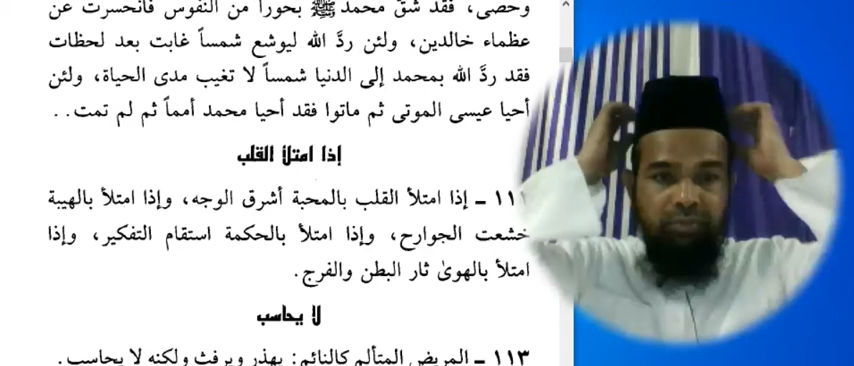 وحصى، فقد شق محمد ﷺ بحوراً من النفوس فانحسرت عن
عظماء خالدين، ولئن ردَّ الله ليوشع شمساً غابت بعد لحظات
فقد ردَّ الله بمحمد إلى الدنيا شمساً لا تغيب مدى الحياة، ولئن
أحيا عيسى الموتى ثم ماتوا فقد أحيا محمد أمماً ثم لم تمت..
إذا امتلأ القلب
١١٢ ـ إذا امتلأ القلب بالمحبة أشرق الوجه، وإذا امتلأ بالهيبة
خشعت الجوارح، وإذا امتلأ بالحكمة استقام التفكير، وإذا
امتلأ بالهوىٰ ثار البطن والفرج.
لا يحاسب
١١٣ ـ المريض المتألم كالنائم: يهذر ويرفث ولكنه لا يحاسب.